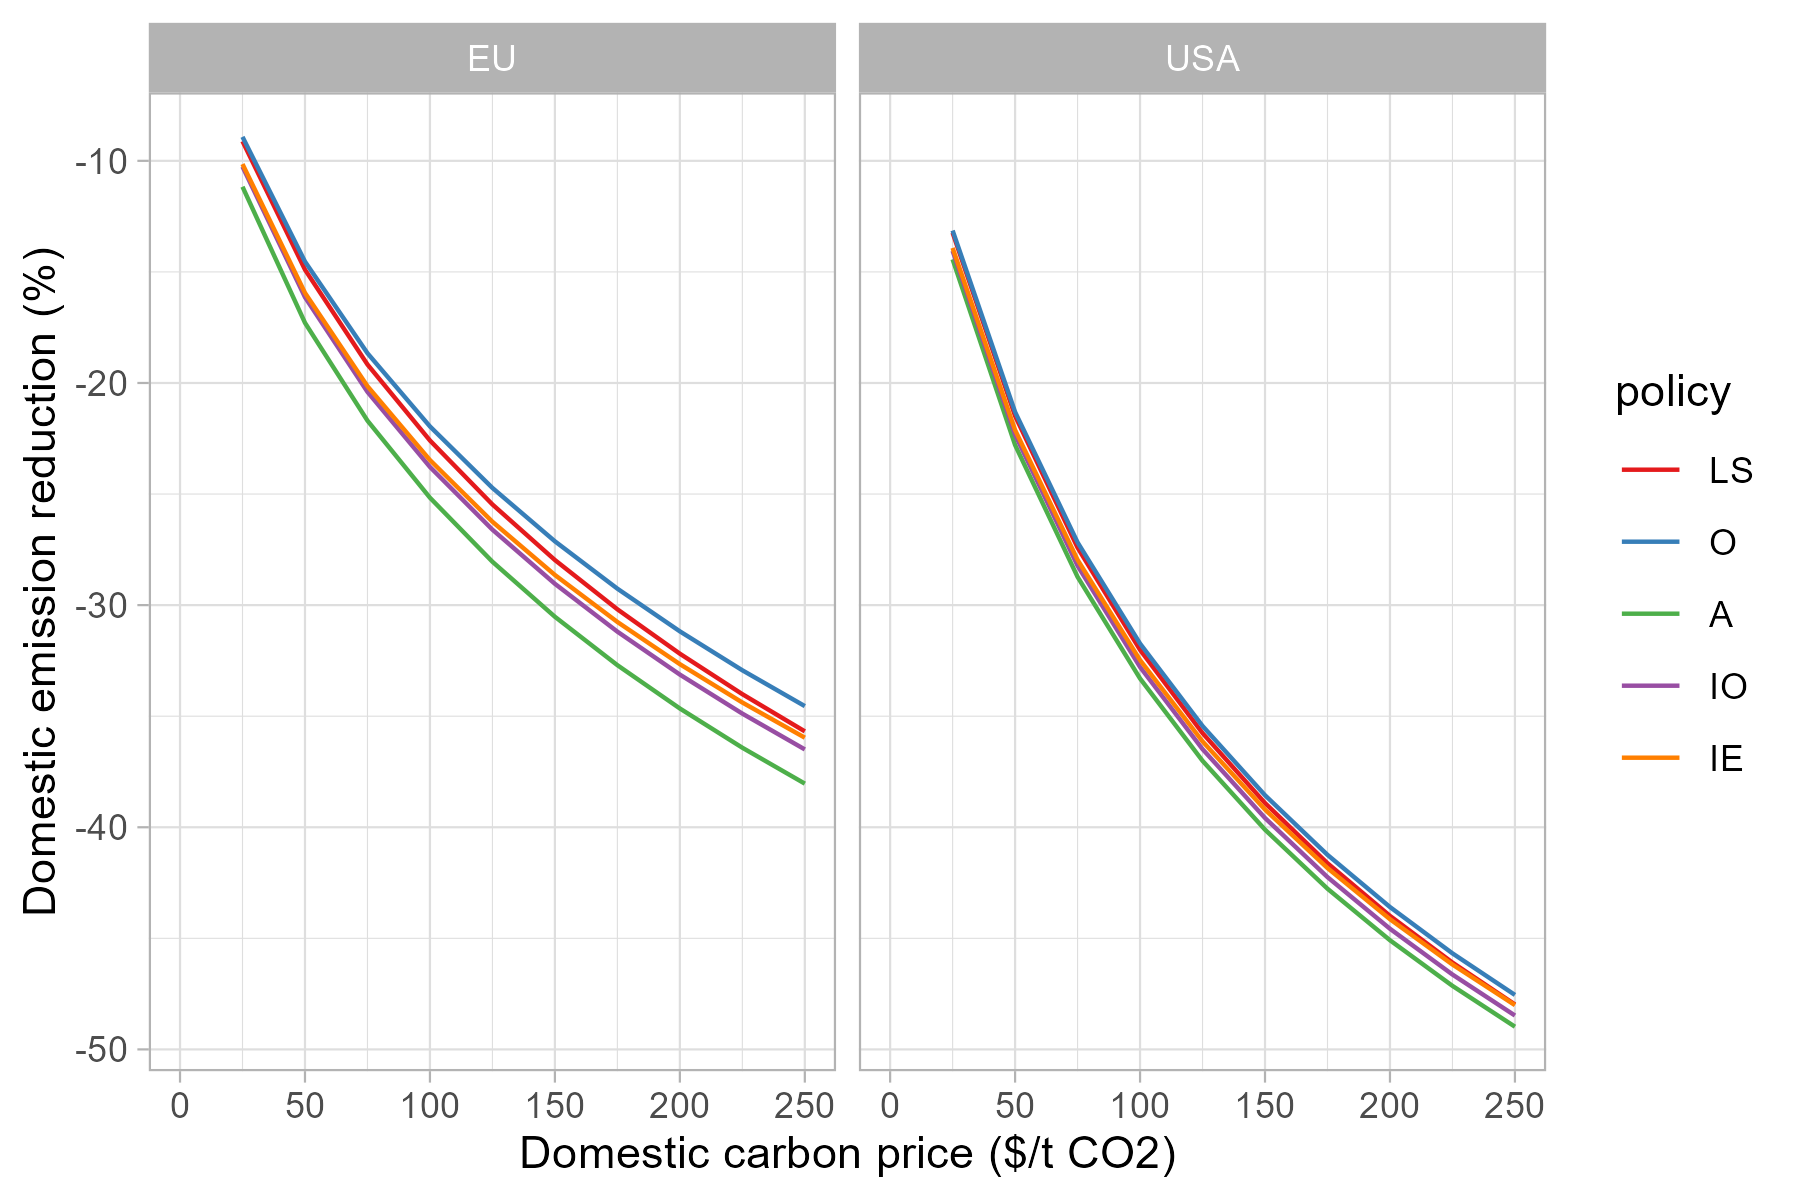 EU
USA
Domestic emission reduction (%)
-10
-20
-30
-40
-50
0 50 100 150 200 250
0 50 100 150 200 250
Domestic carbon price ($/t CO2)
policy
LS
O
A
IO
IE